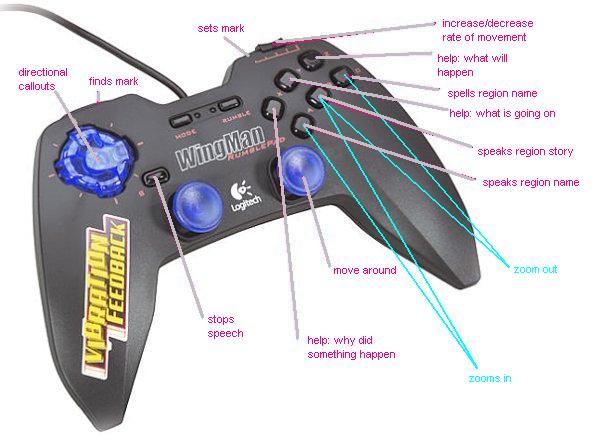 sets mark
increase/decrease
rate of movement
directional
callouts
finds mark
help: what will
happen
spells region name
help: what is going on
speaks region story
speaks region name
MODE
RUMBLE
WingMan
RUMBLEPAD
S
Logitech
VIBRATION
FEEDBACK
move around
zoom out
stops
speech
help: why did
something happen
zooms in